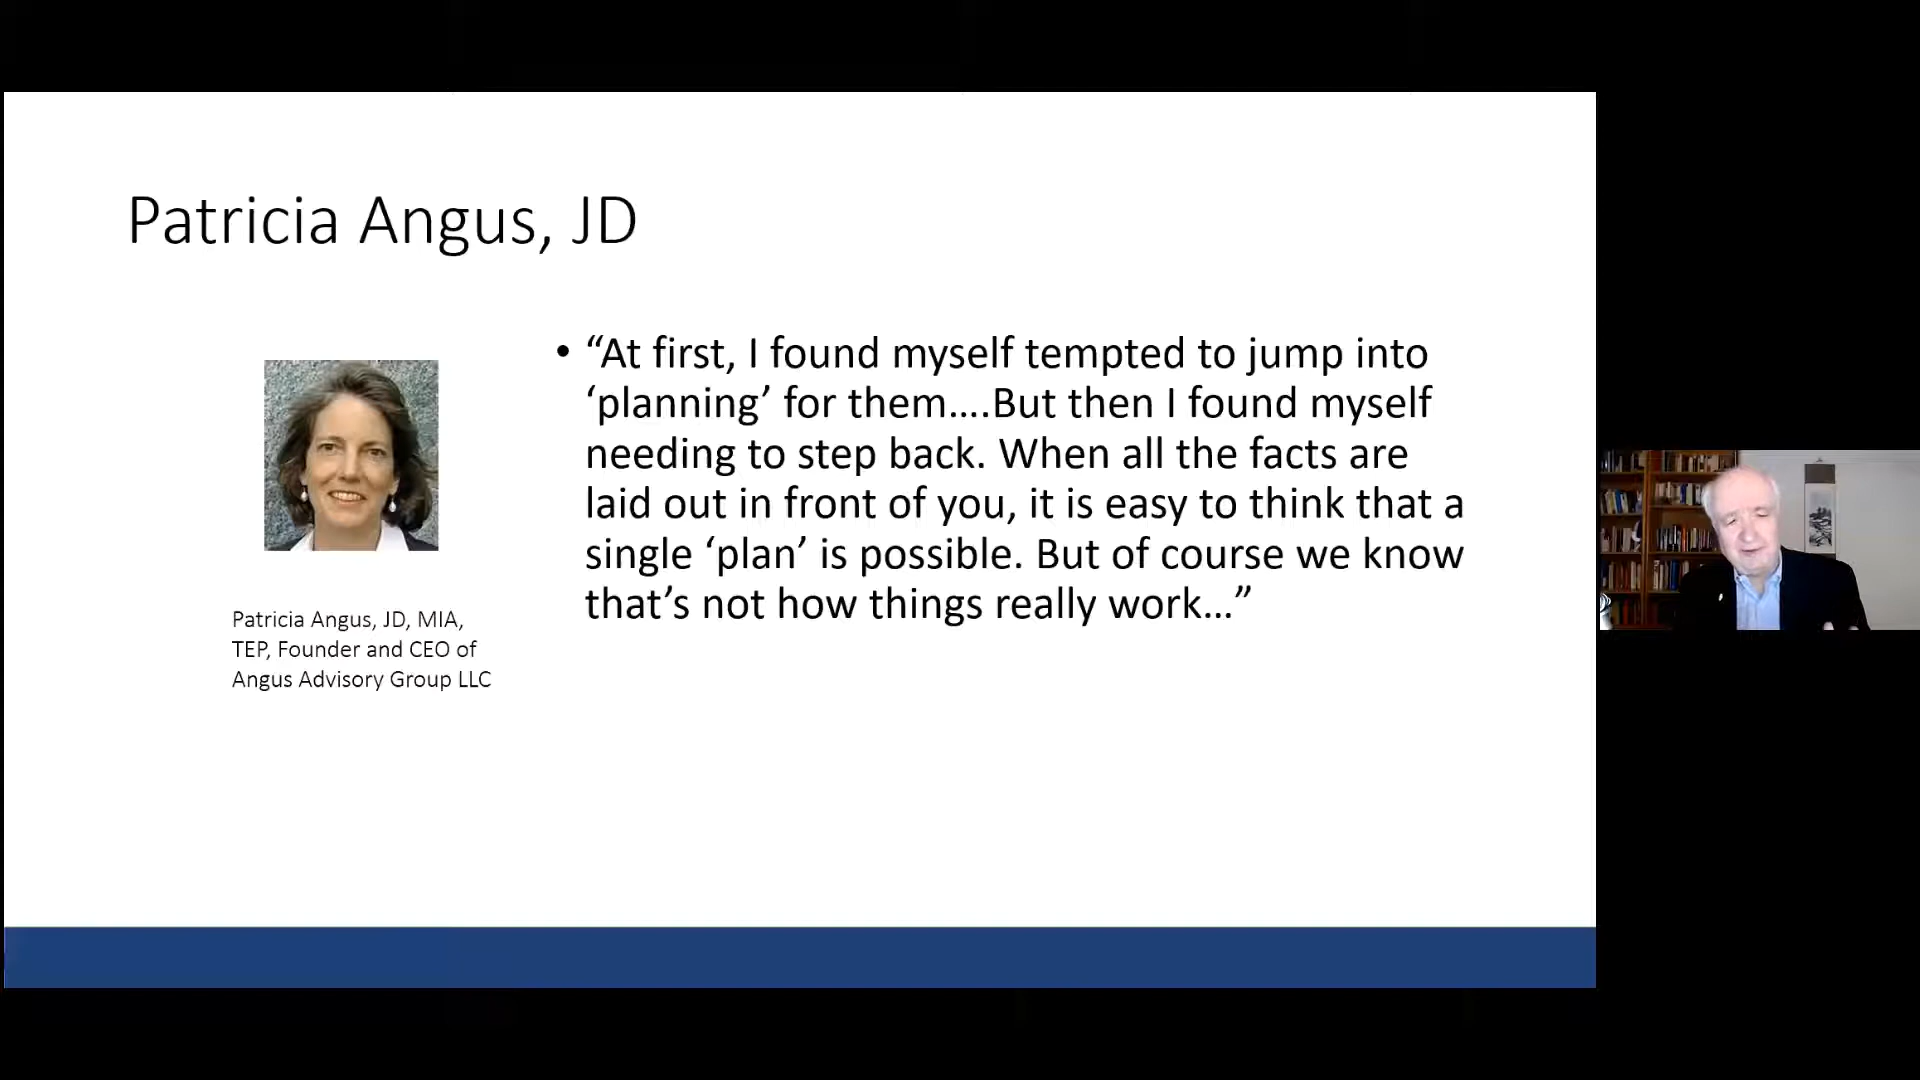 Patricia Angus, JD
• “At first, I found myself tempted to jump into
‘planning’ for them....But then I found myself
needing to step back. When all the facts are
laid out in front of you, it is easy to think that a
single ‘plan’ is possible. But of course we know
that’s not how things really work…”
Patricia Angus, JD, MIA,
TEP, Founder and CEO of
Angus Advisory Group LLC